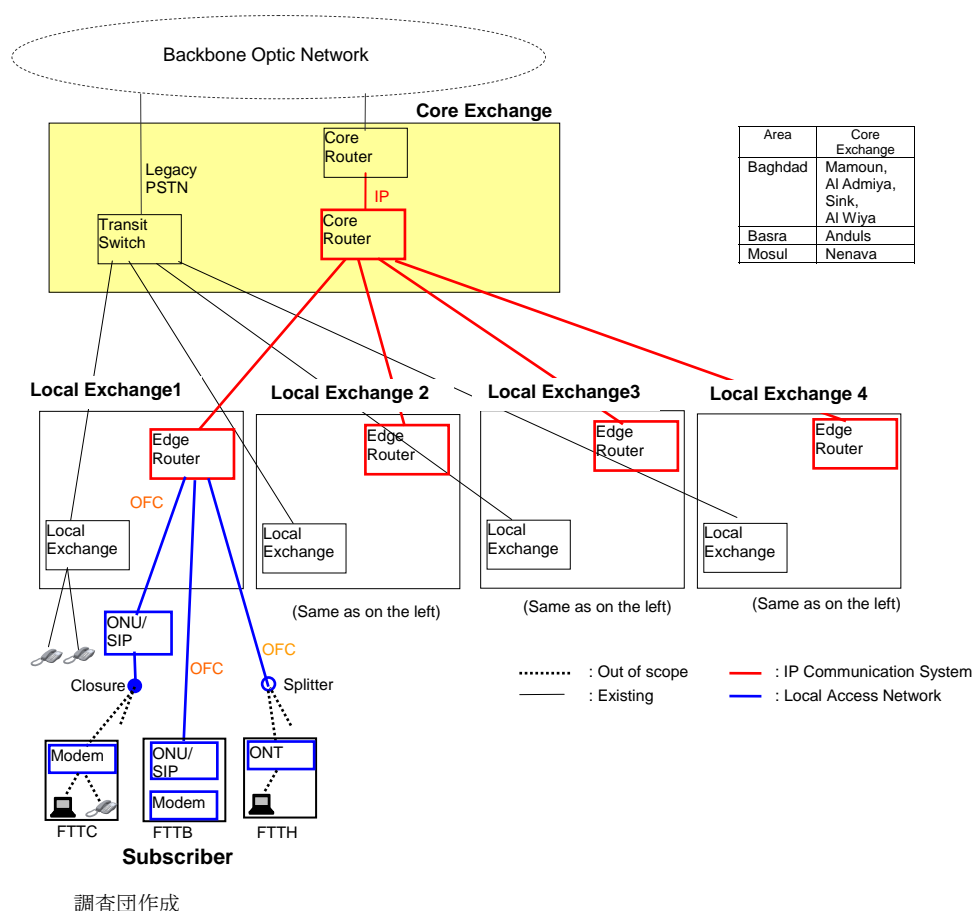 Backbone Optic Network
Core Exchange
Core
Router
Legacy
PSTN
IP
Transit
Switch
Core
Router
Area
Core
Exchange
Baghdad
Mamoun,
Al Admiya,
Sink,
Al Wiya
Basra
Anduls
Mosul
Nenava
Local Exchange1
Local Exchange 2
Local Exchange3
Local Exchange 4
Edge
Router
Edge
Router
Edge
Router
Edge
Router
OFC
Local
Exchange
Local
Exchange
Local
Exchange
Local
Exchange
(Same as on the left)
(Same as on the left)
(Same as on the left)
ONU/
SIP
OFC
OFC
Closure
Splitter
: Out of scope
: IP Communication System
: Existing
: Local Access Network
Modem
ONU/
SIP
Modem
ONT
FTTC
FTTB
FTTH
Subscriber
調査団作成